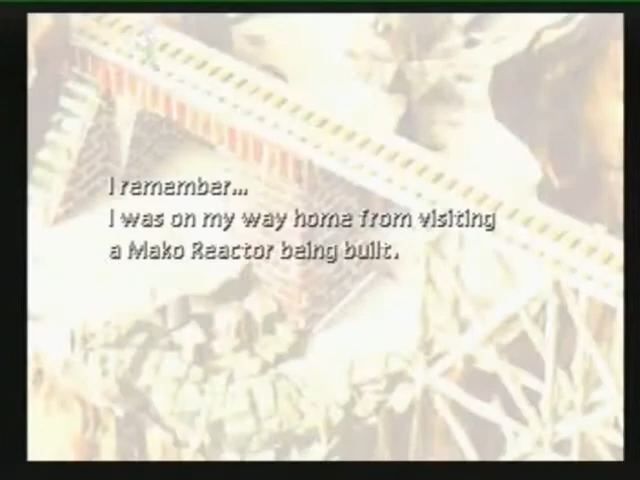 I remember...
I was on my way home from visiting
a Mako Reactor being built.